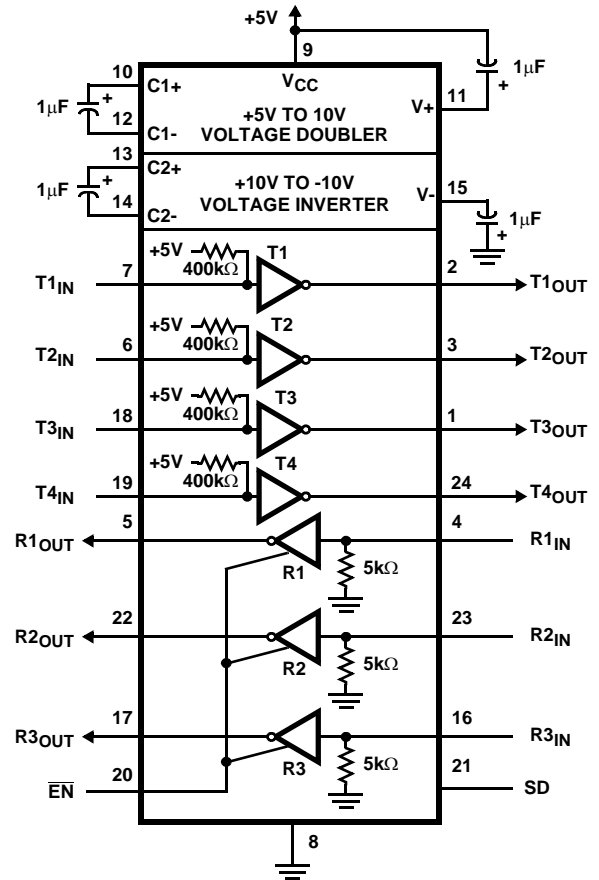 +5V
9
VCC
1µF
+
11
V+
10
C1+
1µF
+
12
C1-
+5V TO 10V
VOLTAGE DOUBLER
13
C2+
1µF
+
14
C2-
+10V TO -10V
VOLTAGE INVERTER
V-
15
1µF
+
+5V
400kΩ
T1
T1IN
7
2
T1OUT
+5V
400kΩ
T2
T2IN
6
3
T2OUT
+5V
400kΩ
T3
T3IN
18
1
T3OUT
+5V
400kΩ
T4
T4IN
19
24
T4OUT
R1OUT
5
R1
4
R1IN
5kΩ
R2OUT
22
R2
23
R2IN
5kΩ
R3OUT
17
R3
16
R3IN
5kΩ
E̅N̅
20
21
SD
8